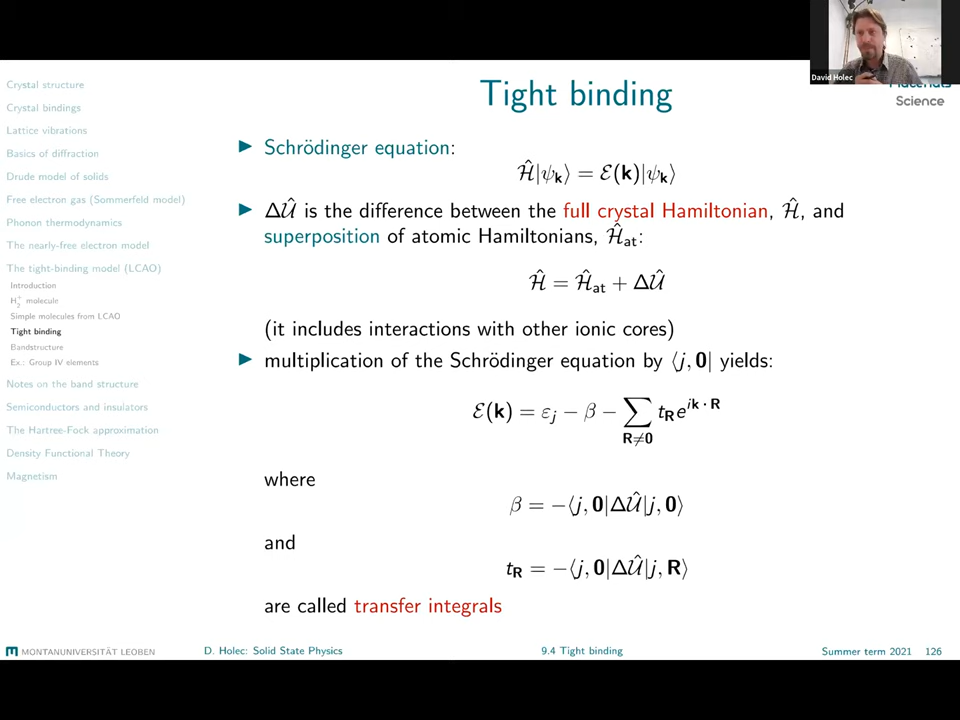 David Holec
Materials
Science
Crystal structure
Crystal bindings
Lattice vibrations
Basics of diffraction
Drude model of solids
Free electron gas (Sommerfeld model)
Phonon thermodynamics
The nearly-free electron model
The tight-binding model (LCAO)
Introduction
H₂⁺ molecule
Simple molecules from LCAO
Tight binding
Bandstructure
Ex.: Group IV elements
Notes on the band structure
Semiconductors and insulators
The Hartree-Fock approximation
Density Functional Theory
Magnetism
Tight binding
▶ Schrödinger equation:
Ĥ|ψ_k⟩ = ℰ(k)|ψ_k⟩
▶ ΔÛ is the difference between the full crystal Hamiltonian, Ĥ, and
superposition of atomic Hamiltonians, Ĥ_at:
Ĥ = Ĥ_at + ΔÛ
(it includes interactions with other ionic cores)
▶ multiplication of the Schrödinger equation by ⟨j, 0| yields:
ℰ(k) = ε_j − β − ∑_{R≠0} t_R e^{ik·R}
where
β = −⟨j, 0|ΔÛ|j, 0⟩
and
t_R = −⟨j, 0|ΔÛ|j, R⟩
are called transfer integrals
MONTANUNIVERSITÄT LEOBEN
D. Holec: Solid State Physics
9.4 Tight binding
Summer term 2021 126